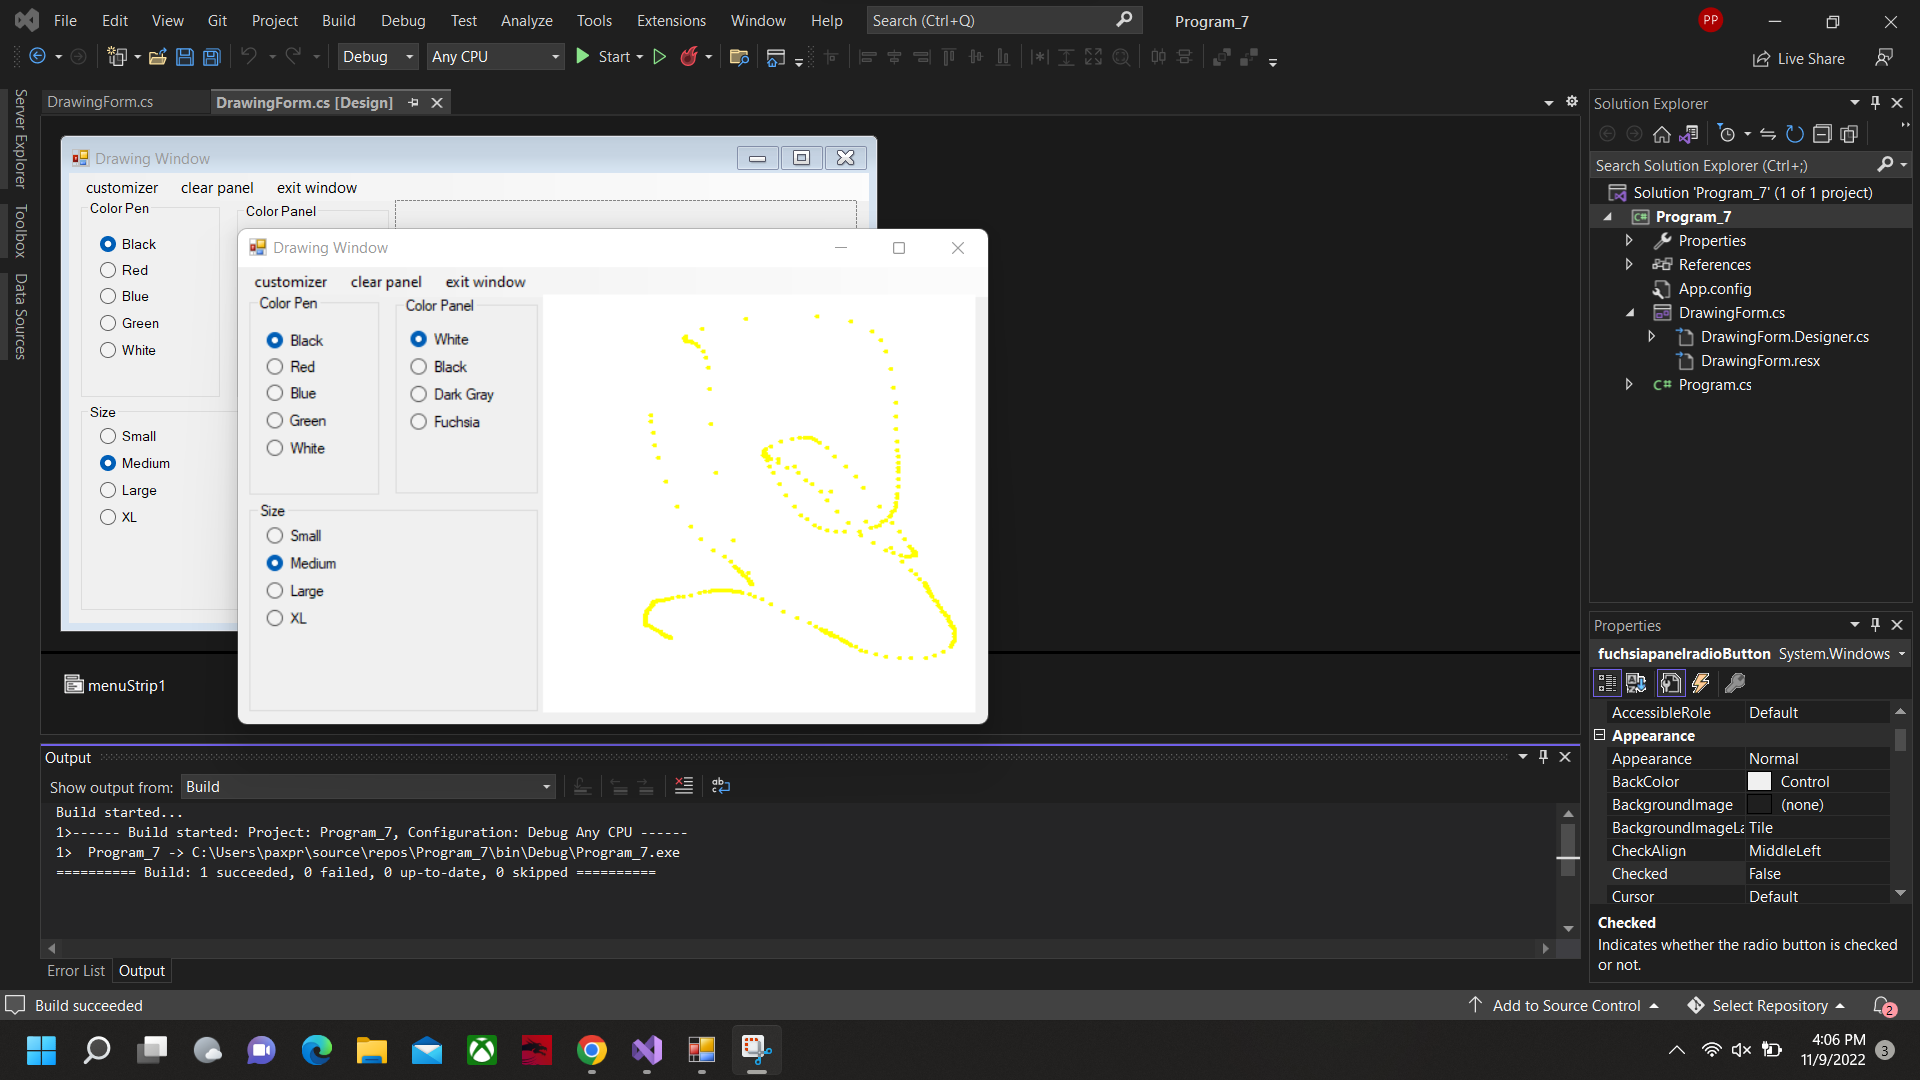 File Edit View Git Project Build Debug Test Analyze Tools Extensions Window Help Search (Ctrl+Q) Program_7 PP
Debug Any CPU Start Live Share
Server Explorer
Toolbox
Data Sources
DrawingForm.cs DrawingForm.cs [Design]
Drawing Window
customizer clear panel exit window
Color Pen
Black
Red
Blue
Green
White
Color Panel
Size
Small
Medium
Large
XL
Drawing Window
customizer clear panel exit window
Color Pen
Black
Red
Blue
Green
White
Color Panel
White
Black
Dark Gray
Fuchsia
Size
Small
Medium
Large
XL
menuStrip1
Output
Show output from: Build
Build started...
1>------ Build started: Project: Program_7, Configuration: Debug Any CPU ------
1>  Program_7 -> C:\Users\paxpr\source\repos\Program_7\bin\Debug\Program_7.exe
========== Build: 1 succeeded, 0 failed, 0 up-to-date, 0 skipped ==========
Error List Output
Solution Explorer
Search Solution Explorer (Ctrl+;)
Solution 'Program_7' (1 of 1 project)
C# Program_7
Properties
References
App.config
DrawingForm.cs
DrawingForm.Designer.cs
DrawingForm.resx
C# Program.cs
Properties
fuchsiapanelradioButton System.Windows
AccessibleRole Default
Appearance
Appearance Normal
BackColor Control
BackgroundImage (none)
BackgroundImageLa Tile
CheckAlign MiddleLeft
Checked False
Cursor Default
Checked
Indicates whether the radio button is checked
or not.
Build succeeded Add to Source Control Select Repository 2
4:06 PM
11/9/2022 3